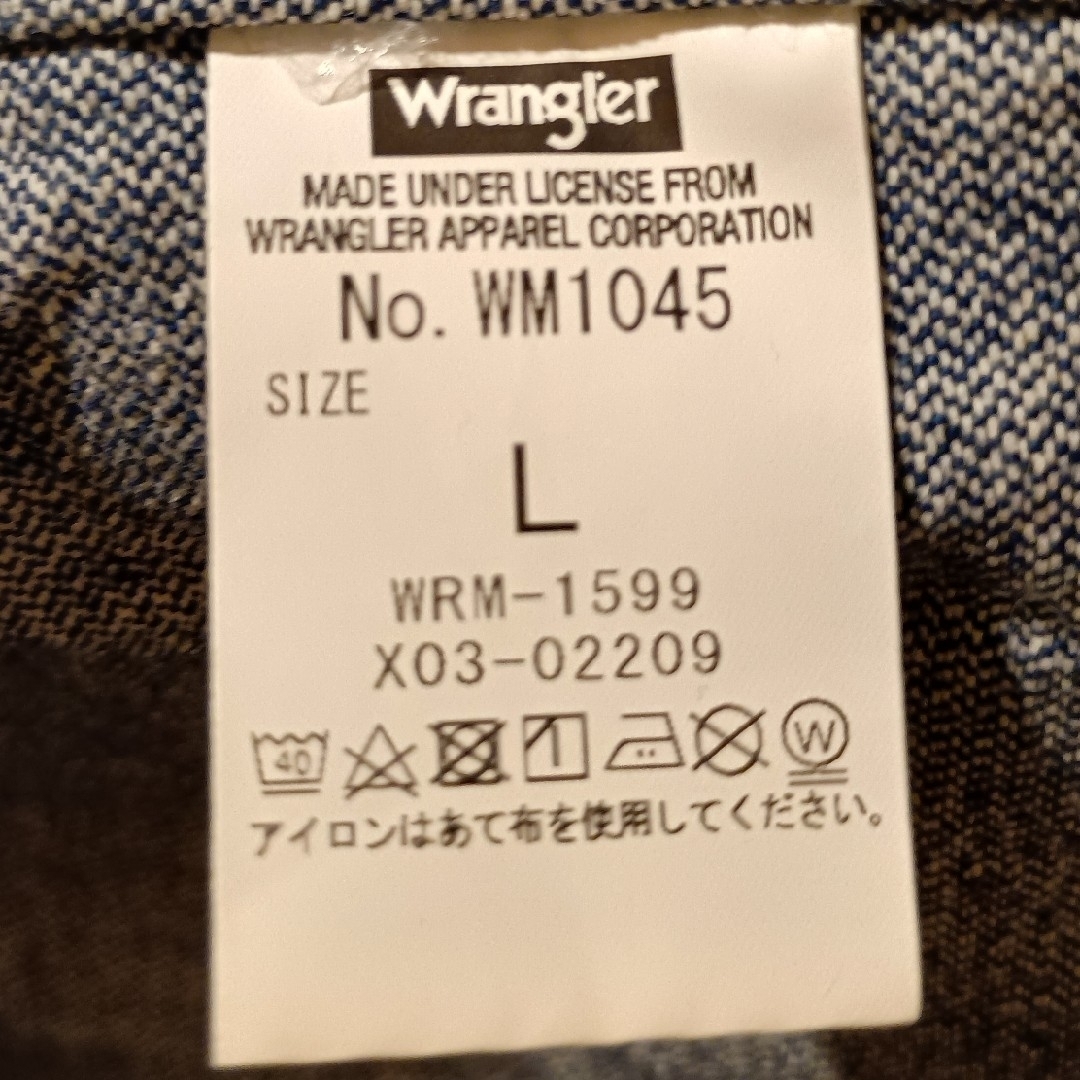 Wrangler
MADE UNDER LICENSE FROM
WRANGLER APPAREL CORPORATION
No. WM1045
SIZE
L
WRM-1599
X03-02209
40 W
アイロンはあて布を使用してください。